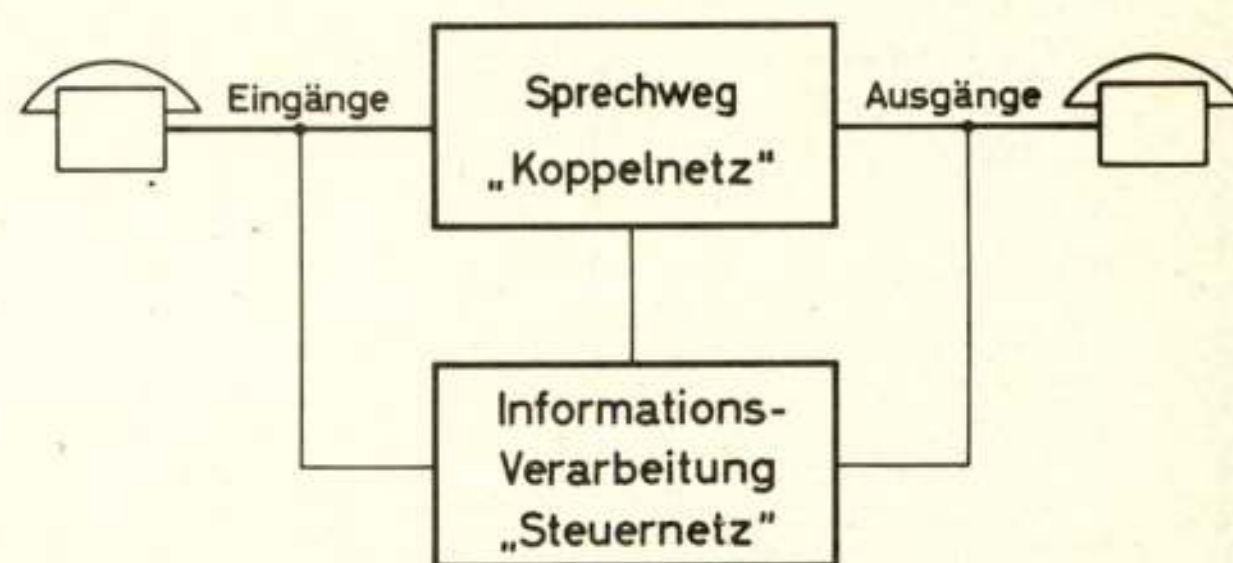 Eingänge
Sprechweg
„Koppelnetz“
Ausgänge
Informations-
Verarbeitung
„Steuernetz“